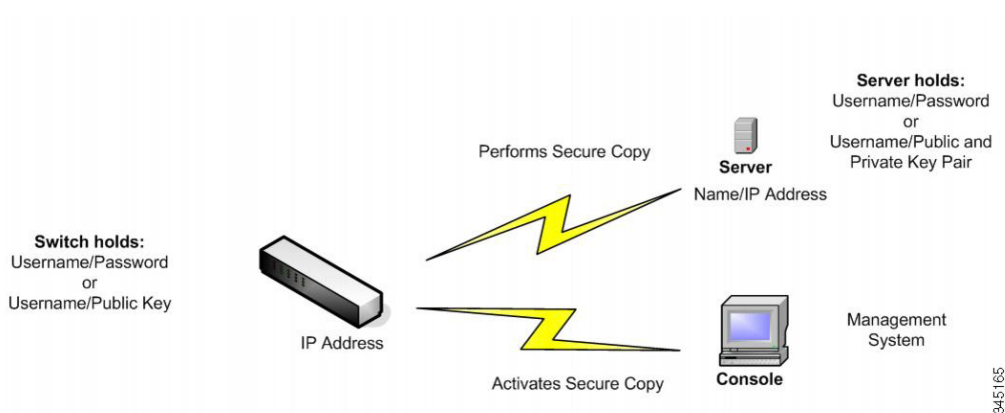 Server holds:
Username/Password
or
Username/Public and
Private Key Pair
Performs Secure Copy
Server
Name/IP Address
Switch holds:
Username/Password
or
Username/Public Key
IP Address
Management
System
Console
Activates Secure Copy
345165